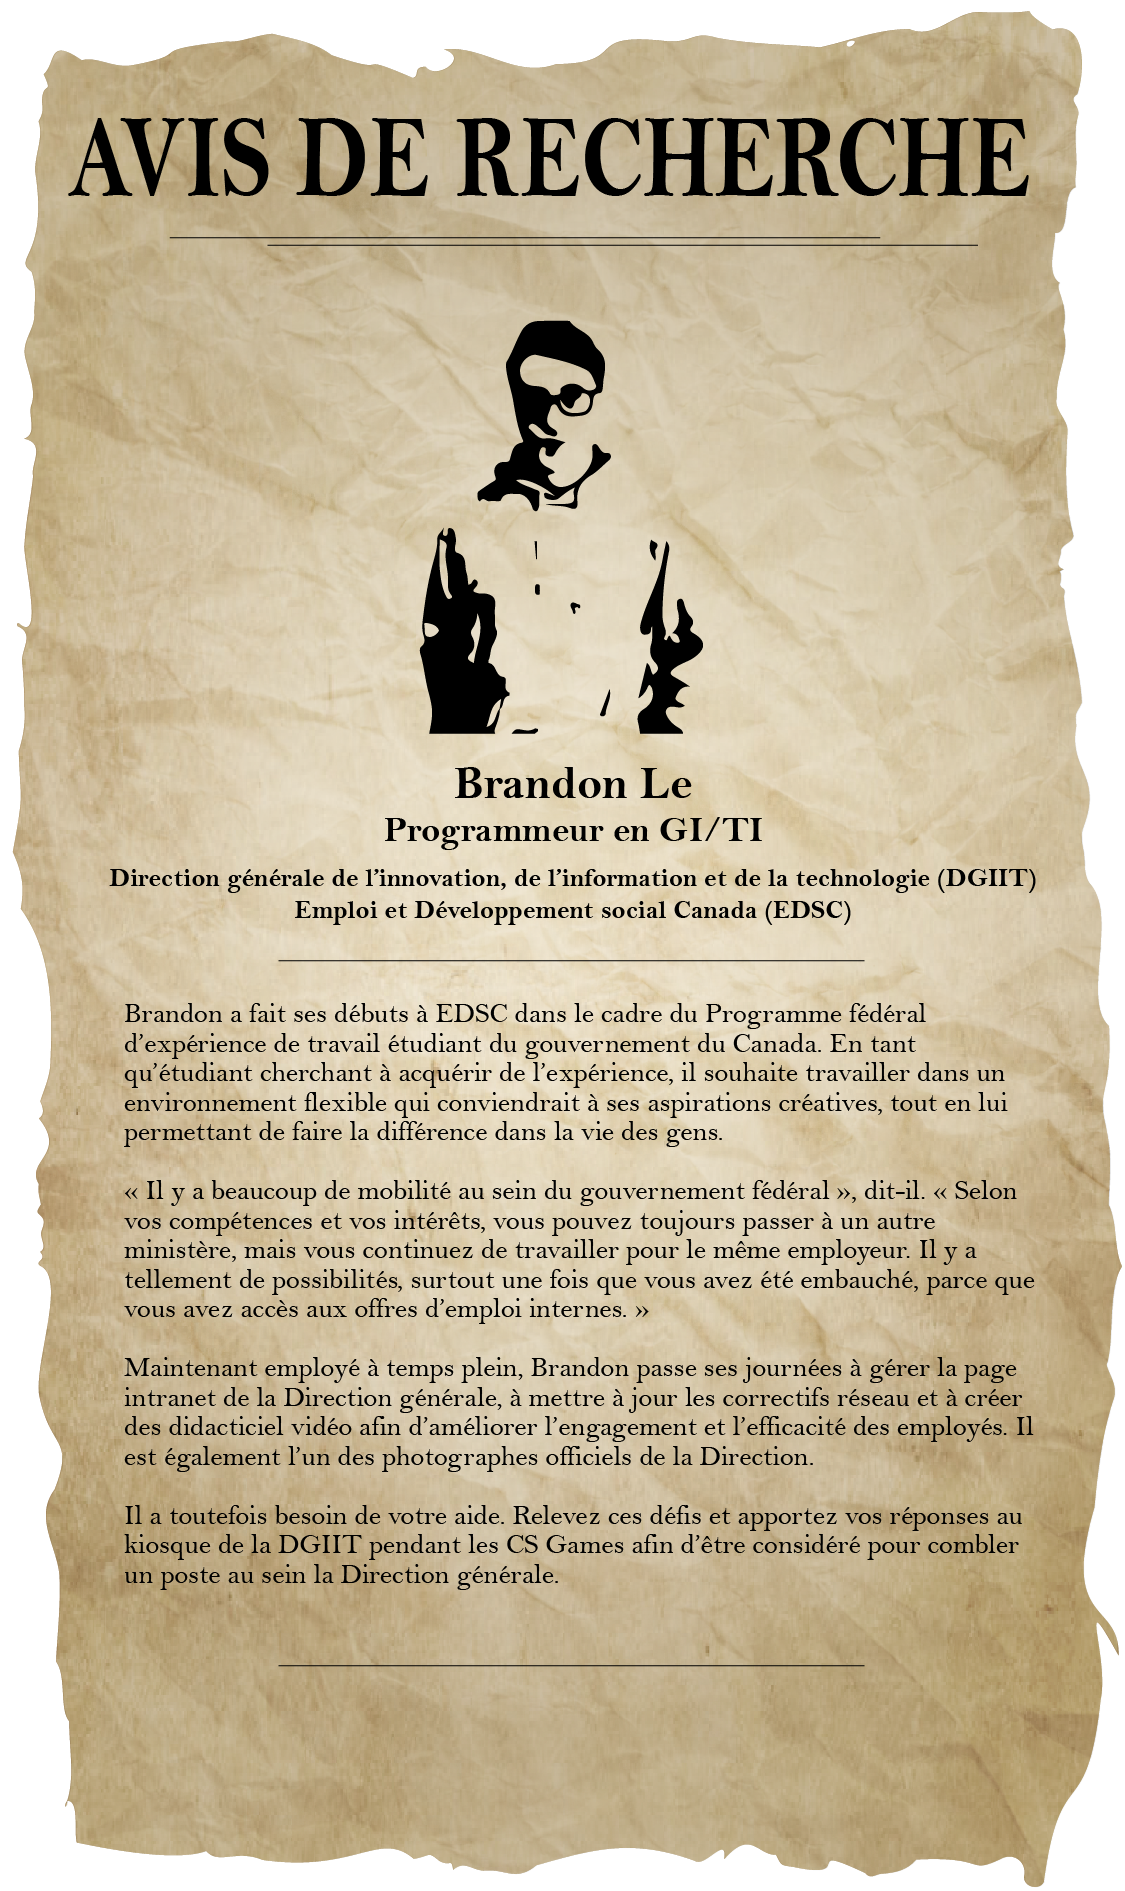 AVIS DE RECHERCHE
Brandon Le
Programmeur en GI/TI
Direction générale de l’innovation, de l’information et de la technologie (DGIIT)
Emploi et Développement social Canada (EDSC)
Brandon a fait ses débuts à EDSC dans le cadre du Programme fédéral
d’expérience de travail étudiant du gouvernement du Canada. En tant
qu’étudiant cherchant à acquérir de l’expérience, il souhaite travailler dans un
environnement flexible qui conviendrait à ses aspirations créatives, tout en lui
permettant de faire la différence dans la vie des gens.
« Il y a beaucoup de mobilité au sein du gouvernement fédéral », dit-il. « Selon
vos compétences et vos intérêts, vous pouvez toujours passer à un autre
ministère, mais vous continuez de travailler pour le même employeur. Il y a
tellement de possibilités, surtout une fois que vous avez été embauché, parce que
vous avez accès aux offres d’emploi internes. »
Maintenant employé à temps plein, Brandon passe ses journées à gérer la page
intranet de la Direction générale, à mettre à jour les correctifs réseau et à créer
des didacticiel vidéo afin d’améliorer l’engagement et l’efficacité des employés. Il
est également l’un des photographes officiels de la Direction.
Il a toutefois besoin de votre aide. Relevez ces défis et apportez vos réponses au
kiosque de la DGIIT pendant les CS Games afin d’être considéré pour combler
un poste au sein la Direction générale.